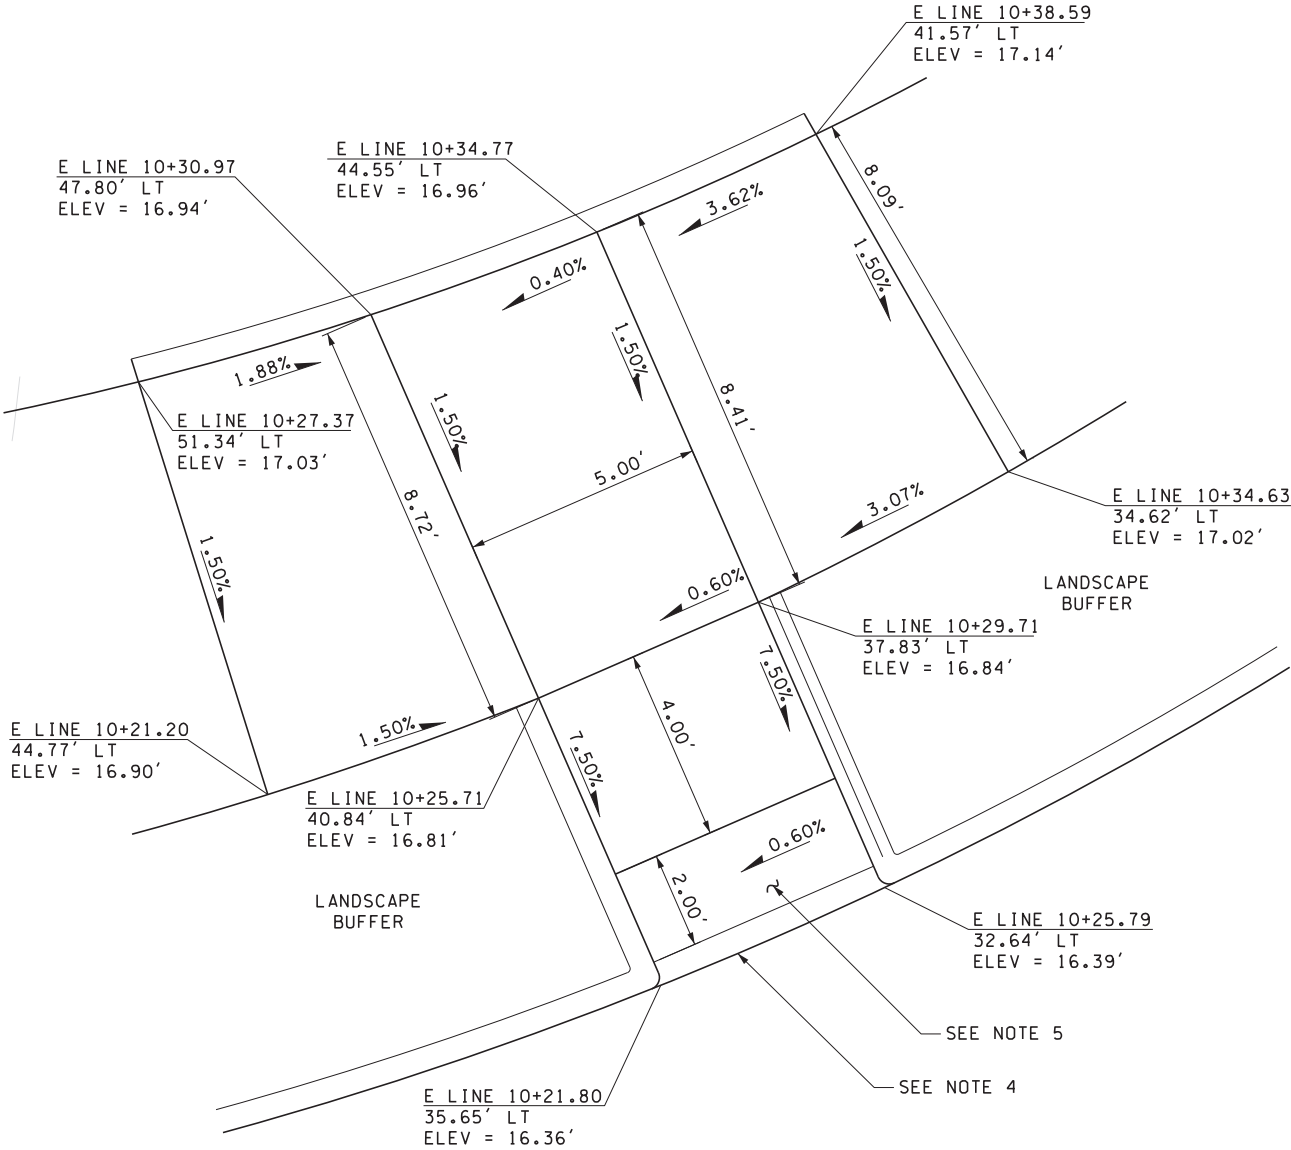 E LINE 10+38.59
41.57′ LT
ELEV = 17.14′
E LINE 10+34.77
44.55′ LT
ELEV = 16.96′
E LINE 10+30.97
47.80′ LT
ELEV = 16.94′
3.62%
8.09′
1.50%
0.40%
1.50%
1.88%
1.50%
8.41′
E LINE 10+27.37
51.34′ LT
ELEV = 17.03′
5.00′
8.72′
3.07%
E LINE 10+34.63
34.62′ LT
ELEV = 17.02′
1.50%
0.60%
LANDSCAPE
BUFFER
E LINE 10+29.71
37.83′ LT
ELEV = 16.84′
7.50%
4.00′
1.50%
E LINE 10+21.20
44.77′ LT
ELEV = 16.90′
7.50%
E LINE 10+25.71
40.84′ LT
ELEV = 16.81′
0.60%
2.00′
LANDSCAPE
BUFFER
E LINE 10+25.79
32.64′ LT
ELEV = 16.39′
SEE NOTE 5
SEE NOTE 4
E LINE 10+21.80
35.65′ LT
ELEV = 16.36′